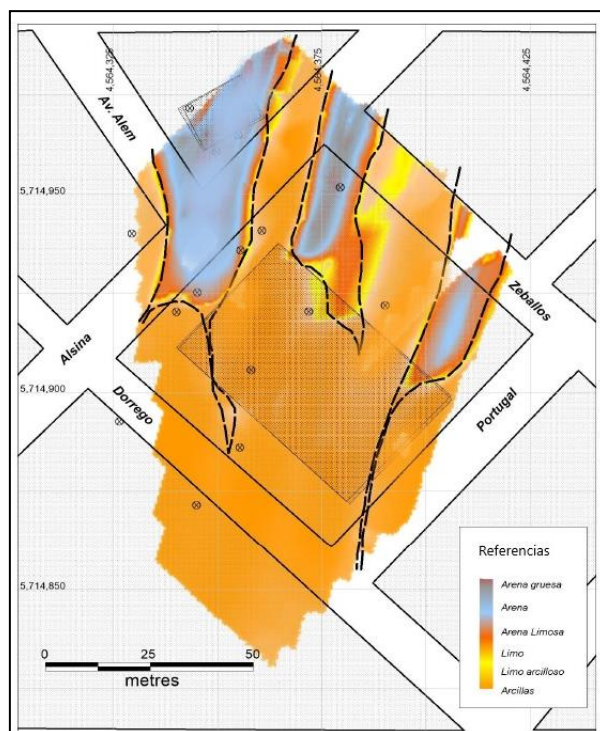 4,564,325
4,564,375
4,564,425
Av. Alem
5,714,950
Zeballos
Alsina
5,714,900
Dorrego
Portugal
5,714,850
Referencias
Arena gruesa
Arena
Arena Limosa
Limo
Limo arcilloso
Arcillas
0 25 50
metres